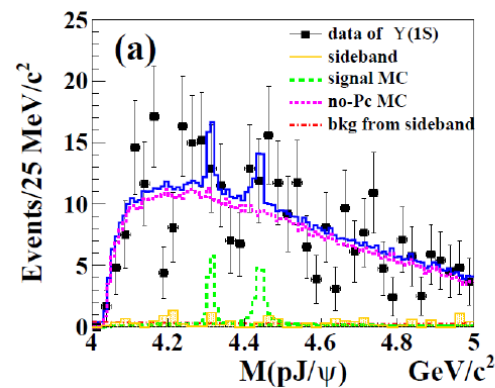 (a)
data of Υ(1S)
sideband
signal MC
no-Pc MC
bkg from sideband
Events/25 MeV/c²
25
20
15
10
5
0
4 4.2 4.4 4.6 4.8 5
M(pJ/ψ) GeV/c²